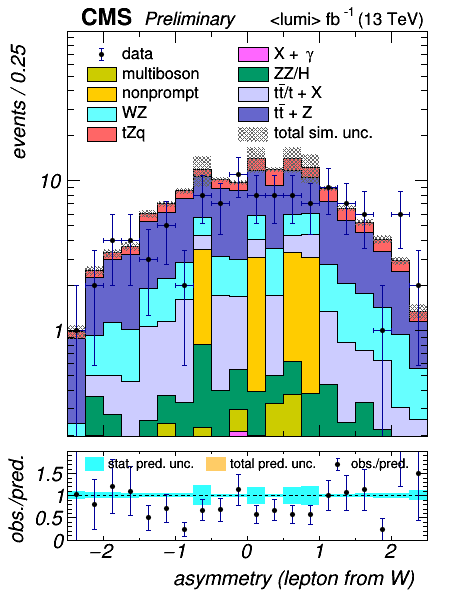 CMS Preliminary <lumi> fb⁻¹ (13 TeV)
events / 0.25
data
multiboson
nonprompt
WZ
tZq
X + γ
ZZ/H
tt̄/t + X
tt̄ + Z
total sim. unc.
10
1
obs./pred.
stat. pred. unc. total pred. unc. obs./pred.
1.5
1
0.5
0
−2 −1 0 1 2
asymmetry (lepton from W)